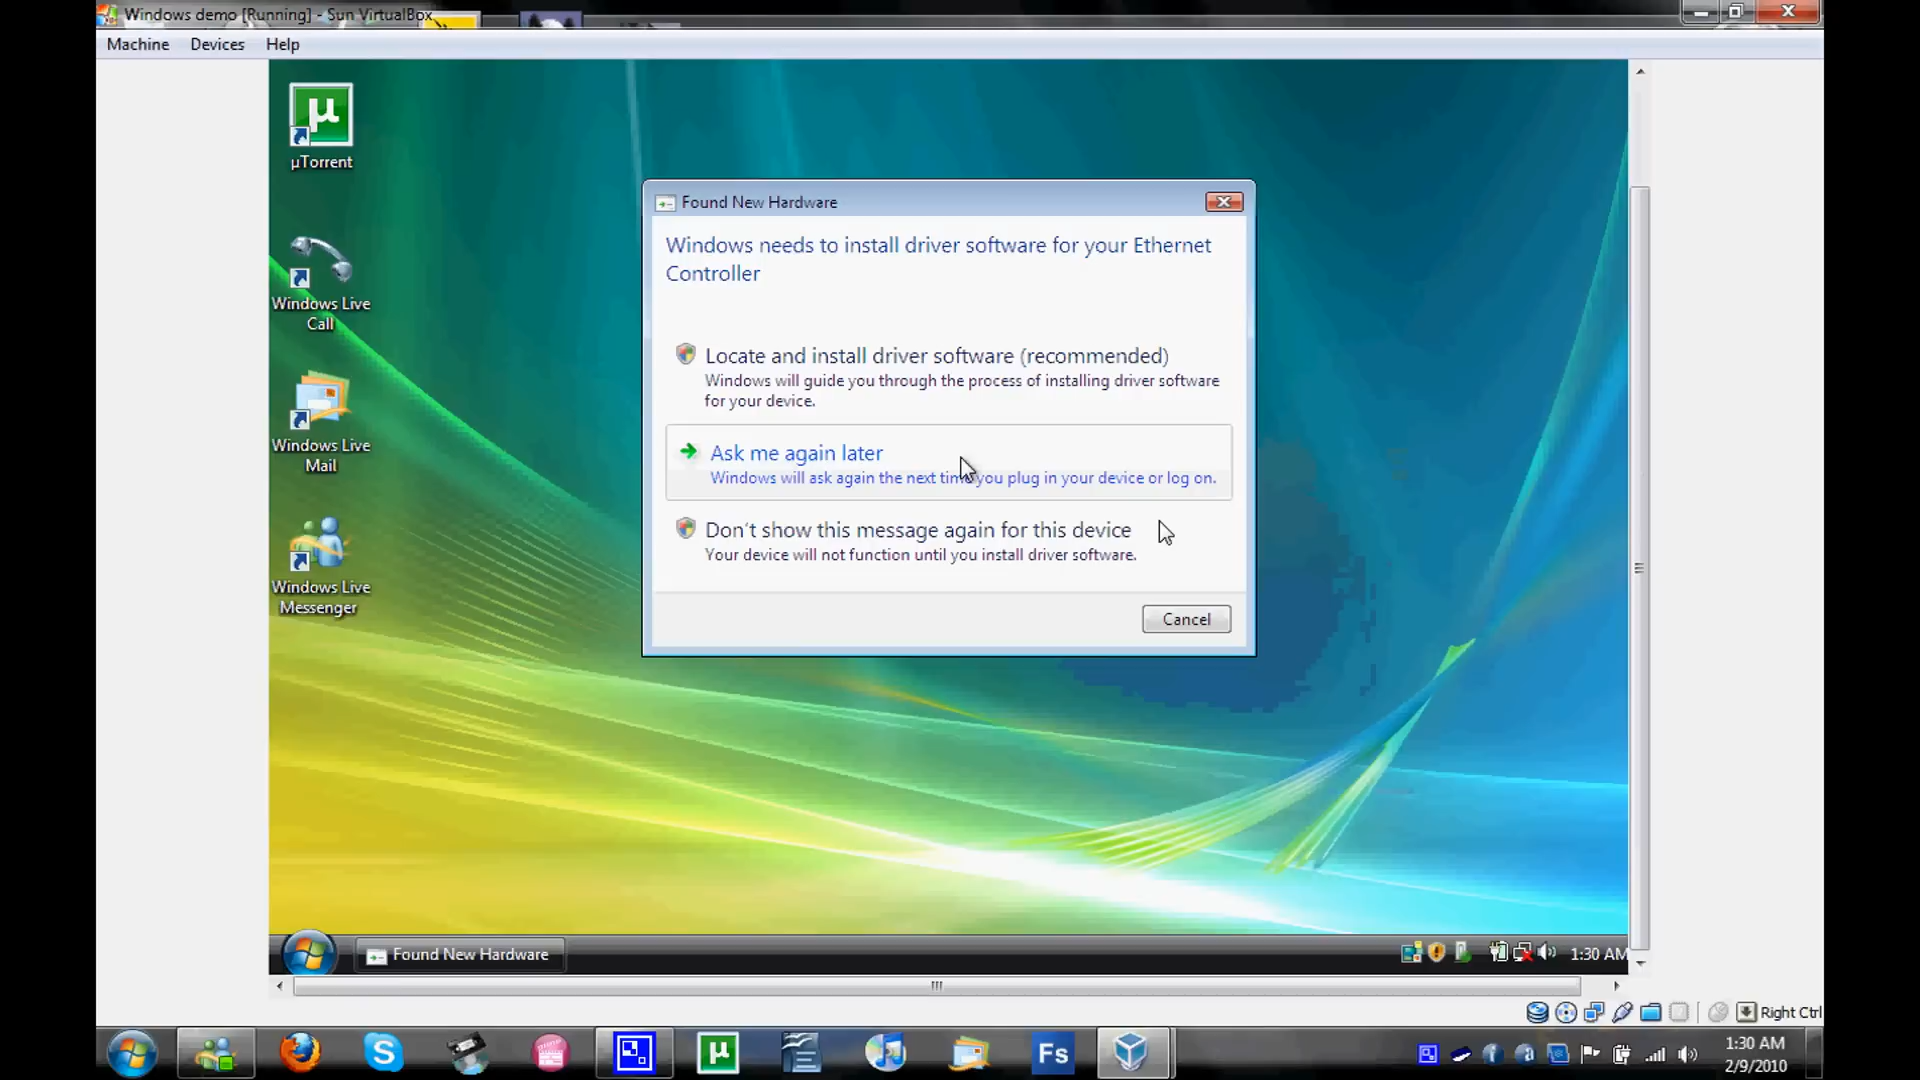 Windows demo [Running] - Sun VirtualBox
Machine Devices Help
µ
µTorrent
Windows Live
Call
Windows Live
Mail
Windows Live
Messenger
Found New Hardware
Windows needs to install driver software for your Ethernet
Controller
Locate and install driver software (recommended)
Windows will guide you through the process of installing driver software
for your device.
Ask me again later
Windows will ask again the next time you plug in your device or log on.
Don't show this message again for this device
Your device will not function until you install driver software.
Cancel
Found New Hardware
1:30 AM
Right Ctrl
µ
Fs
1:30 AM
2/9/2010